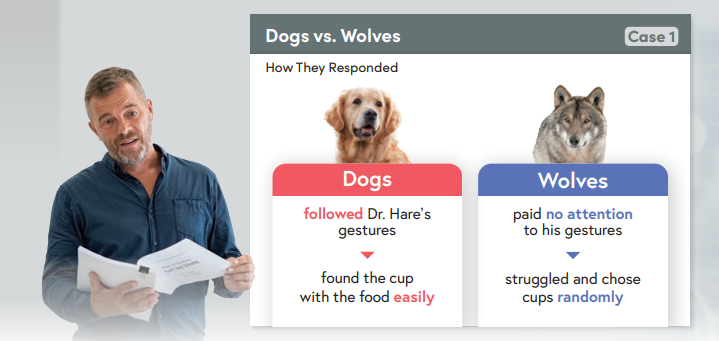 Dogs vs. Wolves
Case 1
How They Responded
Dogs
followed Dr. Hare's
gestures
found the cup
with the food easily
Wolves
paid no attention
to his gestures
struggled and chose
cups randomly